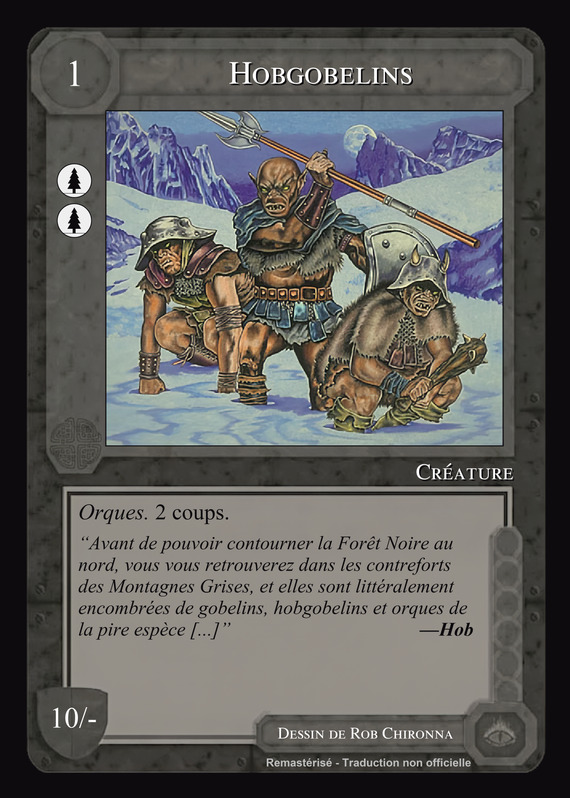 1
HOBGOBELINS
CRÉATURE
Orques. 2 coups.
“Avant de pouvoir contourner la Forêt Noire au
nord, vous vous retrouverez dans les contreforts
des Montagnes Grises, et elles sont littéralement
encombrées de gobelins, hobgobelins et orques de
la pire espèce [...]” —Hob
10/-
DESSIN DE ROB CHIRONNA
Remastérisé - Traduction non officielle